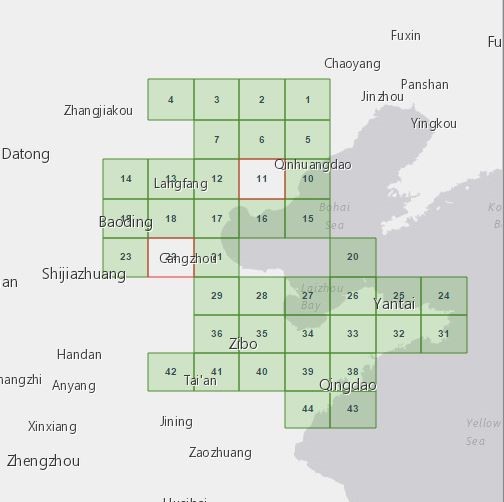 Fuxin
Fu
Chaoyang
Panshan
Jinzhou
4
3
2
1
Zhangjiakou
Yingkou
7
6
5
Datong
Qinhuangdao
14
13
12
11
10
Langfang
Bohai
Sea
Ko
Ba
18
17
16
15
Baoding
23
Cangzhou
21
20
an
Shijiazhuang
29
28
27
26
25
24
Laizhou
Bay
Yantai
36
35
34
33
32
31
Zibo
Handan
42
41
40
39
38
angzhi
Anyang
Tai'an
Qingdao
44
43
Xinxiang
Jining
Yellow
Sea
Zhengzhou
Zaozhuang